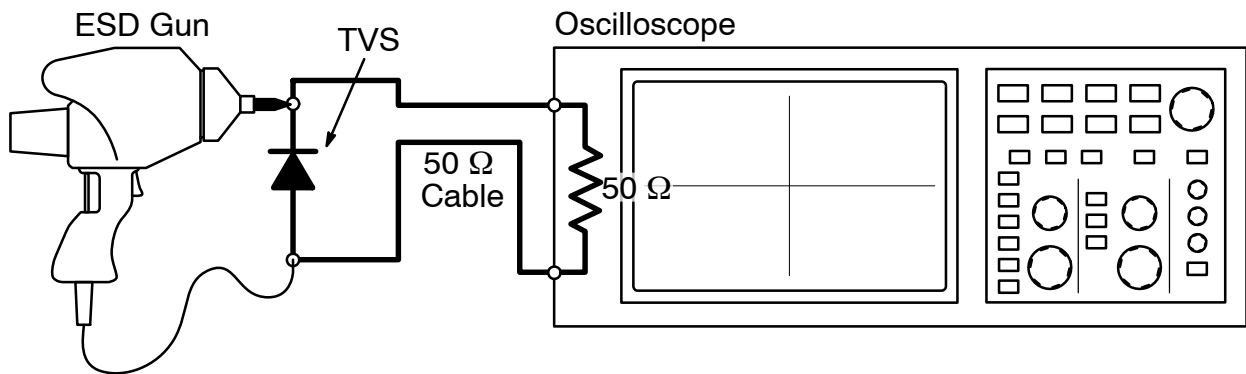 ESD Gun
TVS
Oscilloscope
50 Ω
Cable
50 Ω